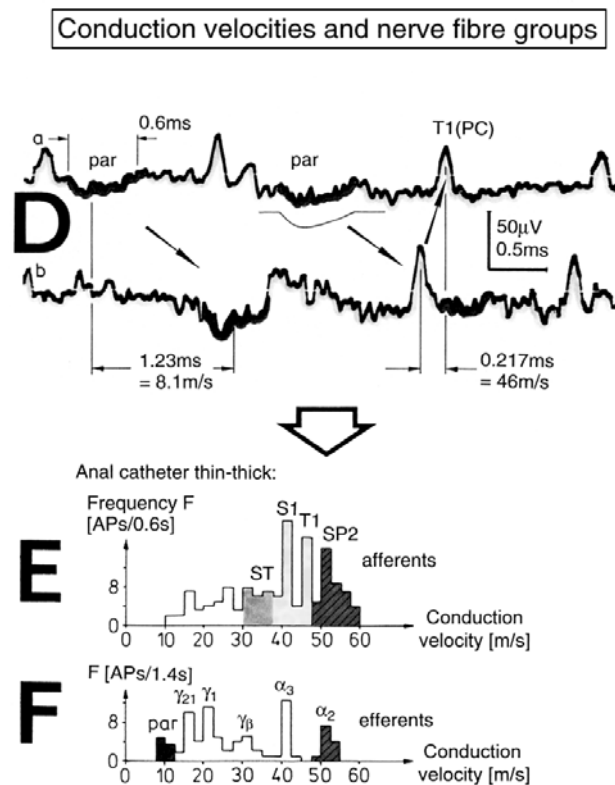 Conduction velocities and nerve fibre groups
D
a
0.6ms
par
par
T1(PC)
50µV
0.5ms
b
1.23ms
= 8.1m/s
0.217ms
= 46m/s
Anal catheter thin-thick:
E
Frequency F
[APs/0.6s]
S1
T1
SP2
ST
afferents
8
0
0 10 20 30 40 50 60
Conduction
velocity [m/s]
F
F [APs/1.4s]
par
γ21
γ1
γβ
α3
α2
efferents
8
0
0 10 20 30 40 50 60
Conduction
velocity [m/s]